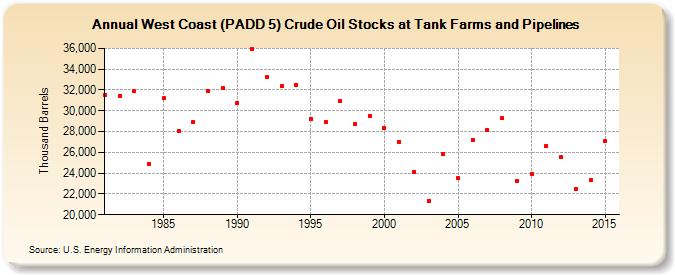 Annual West Coast (PADD 5) Crude Oil Stocks at Tank Farms and Pipelines
Thousand Barrels
36,000
34,000
32,000
30,000
28,000
26,000
24,000
22,000
20,000
1985 1990 1995 2000 2005 2010 2015
Source: U.S. Energy Information Administration